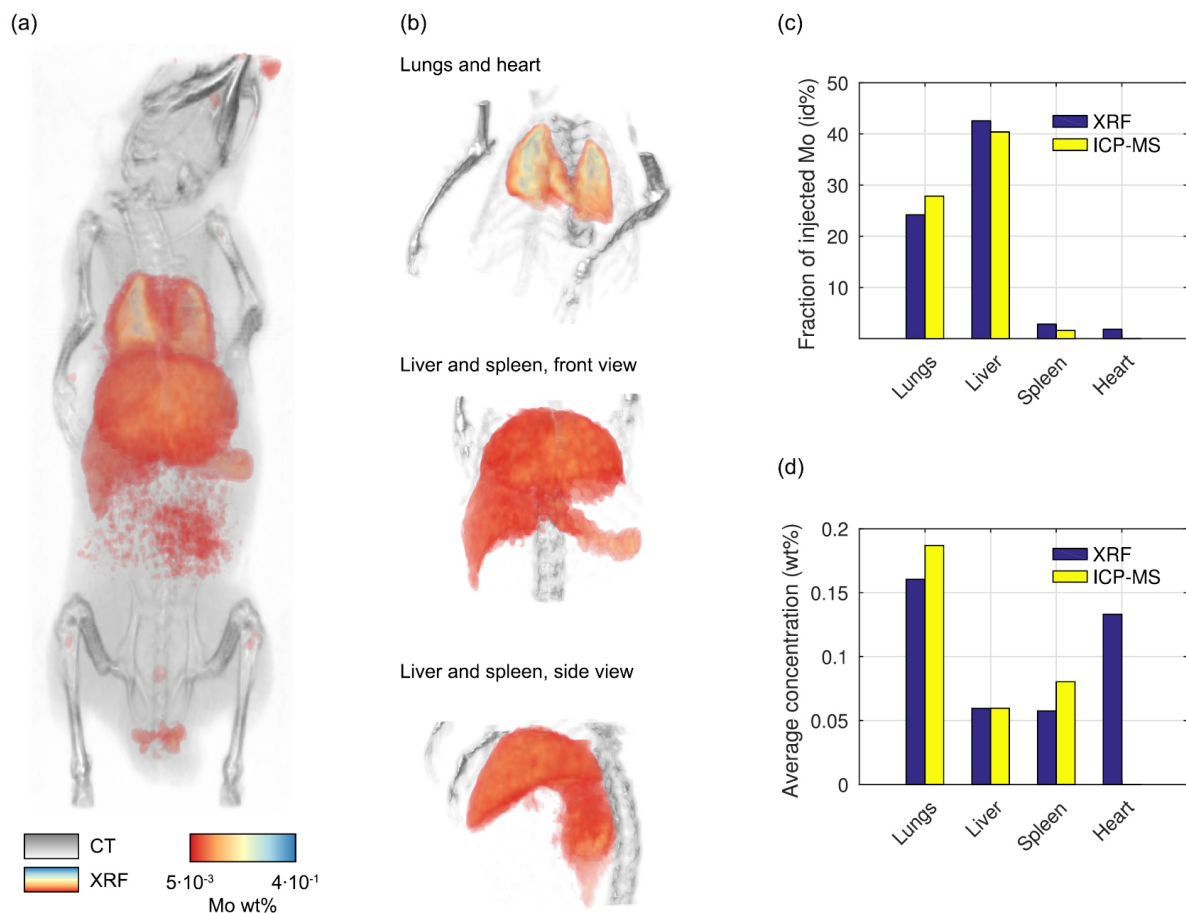 (a)
CT
XRF
5·10⁻³ 4·10⁻¹
Mo wt%
(b)
Lungs and heart
Liver and spleen, front view
Liver and spleen, side view
(c)
Fraction of injected Mo (id%)
50
40
30
20
10
XRF
ICP-MS
Lungs
Liver
Spleen
Heart
(d)
Average concentration (wt%)
0.2
0.15
0.1
0.05
0
XRF
ICP-MS
Lungs
Liver
Spleen
Heart